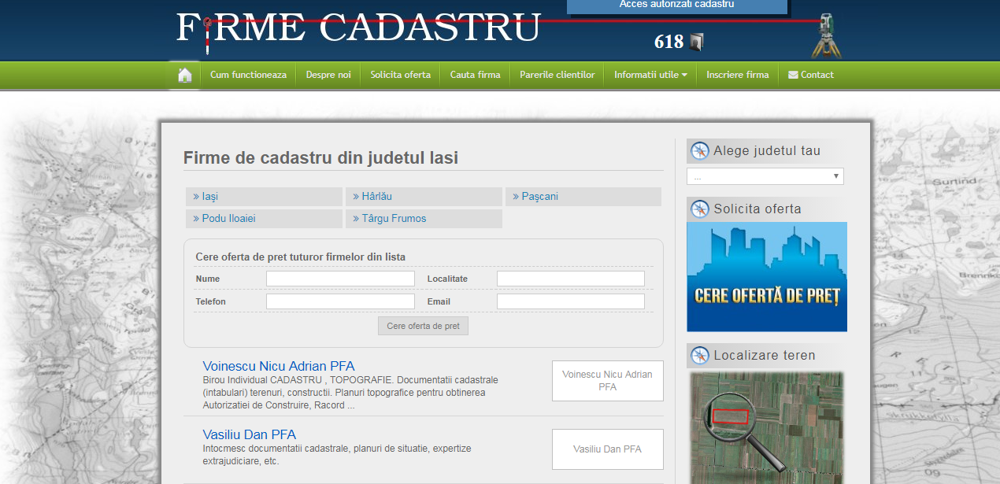 Acces autorizati cadastru
FIRME CADASTRU
618
Cum functioneaza
Despre noi
Solicita oferta
Cauta firma
Parerile clientilor
Informatii utile
Inscriere firma
Contact
Firme de cadastru din judetul Iasi
» Iaşi
» Hârlău
» Paşcani
» Podu Iloaiei
» Târgu Frumos
Cere oferta de pret tuturor firmelor din lista
Nume
Localitate
Telefon
Email
Cere oferta de pret
Voinescu Nicu Adrian PFA
Birou Individual CADASTRU , TOPOGRAFIE. Documentatii cadastrale
(intabulari) terenuri, constructii. Planuri topografice pentru obtinerea
Autorizatiei de Construire, Racord ...
Voinescu Nicu Adrian
PFA
Vasiliu Dan PFA
Intocmesc documentatii cadastrale, planuri de situatie, expertize
extrajudiciare, etc.
Vasiliu Dan PFA
Alege judetul tau
...
Solicita oferta
CERE OFERTĂ DE PREȚ
Localizare teren